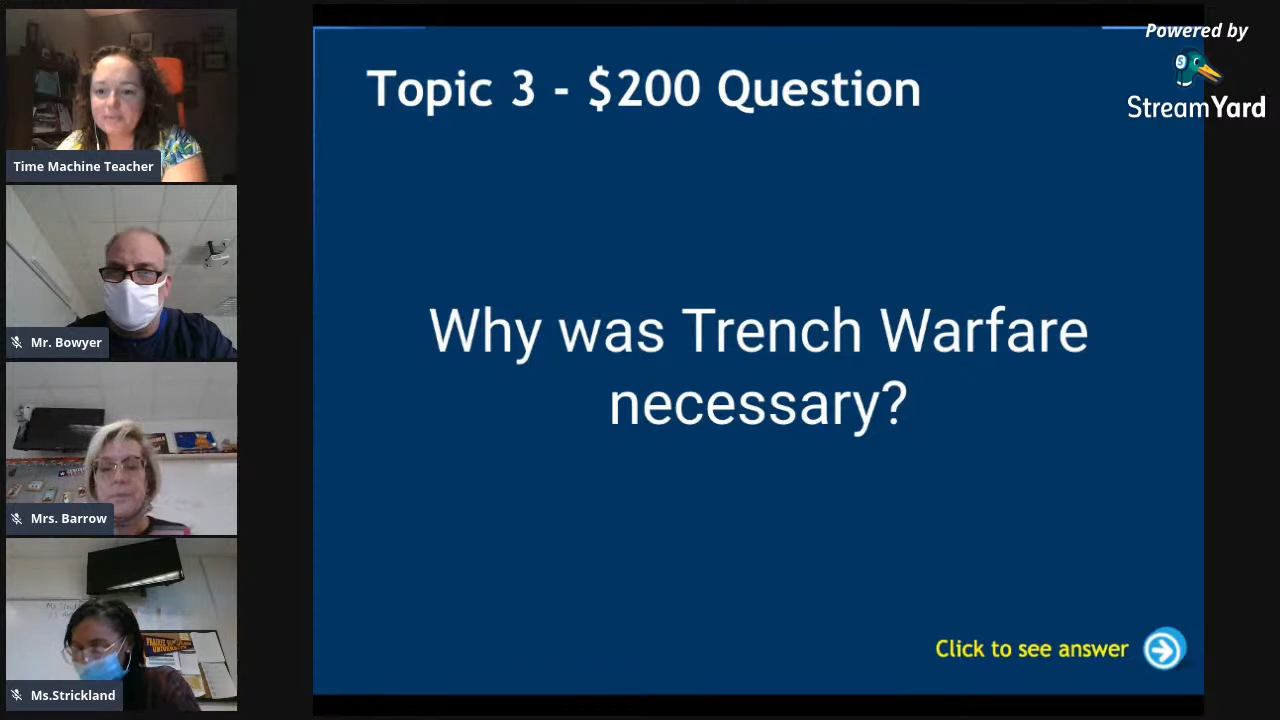 Powered by
StreamYard
Topic 3 - $200 Question
Why was Trench Warfare
necessary?
Click to see answer
Time Machine Teacher
Mr. Bowyer
Mrs. Barrow
Ms.Strickland
UNIVERSITY